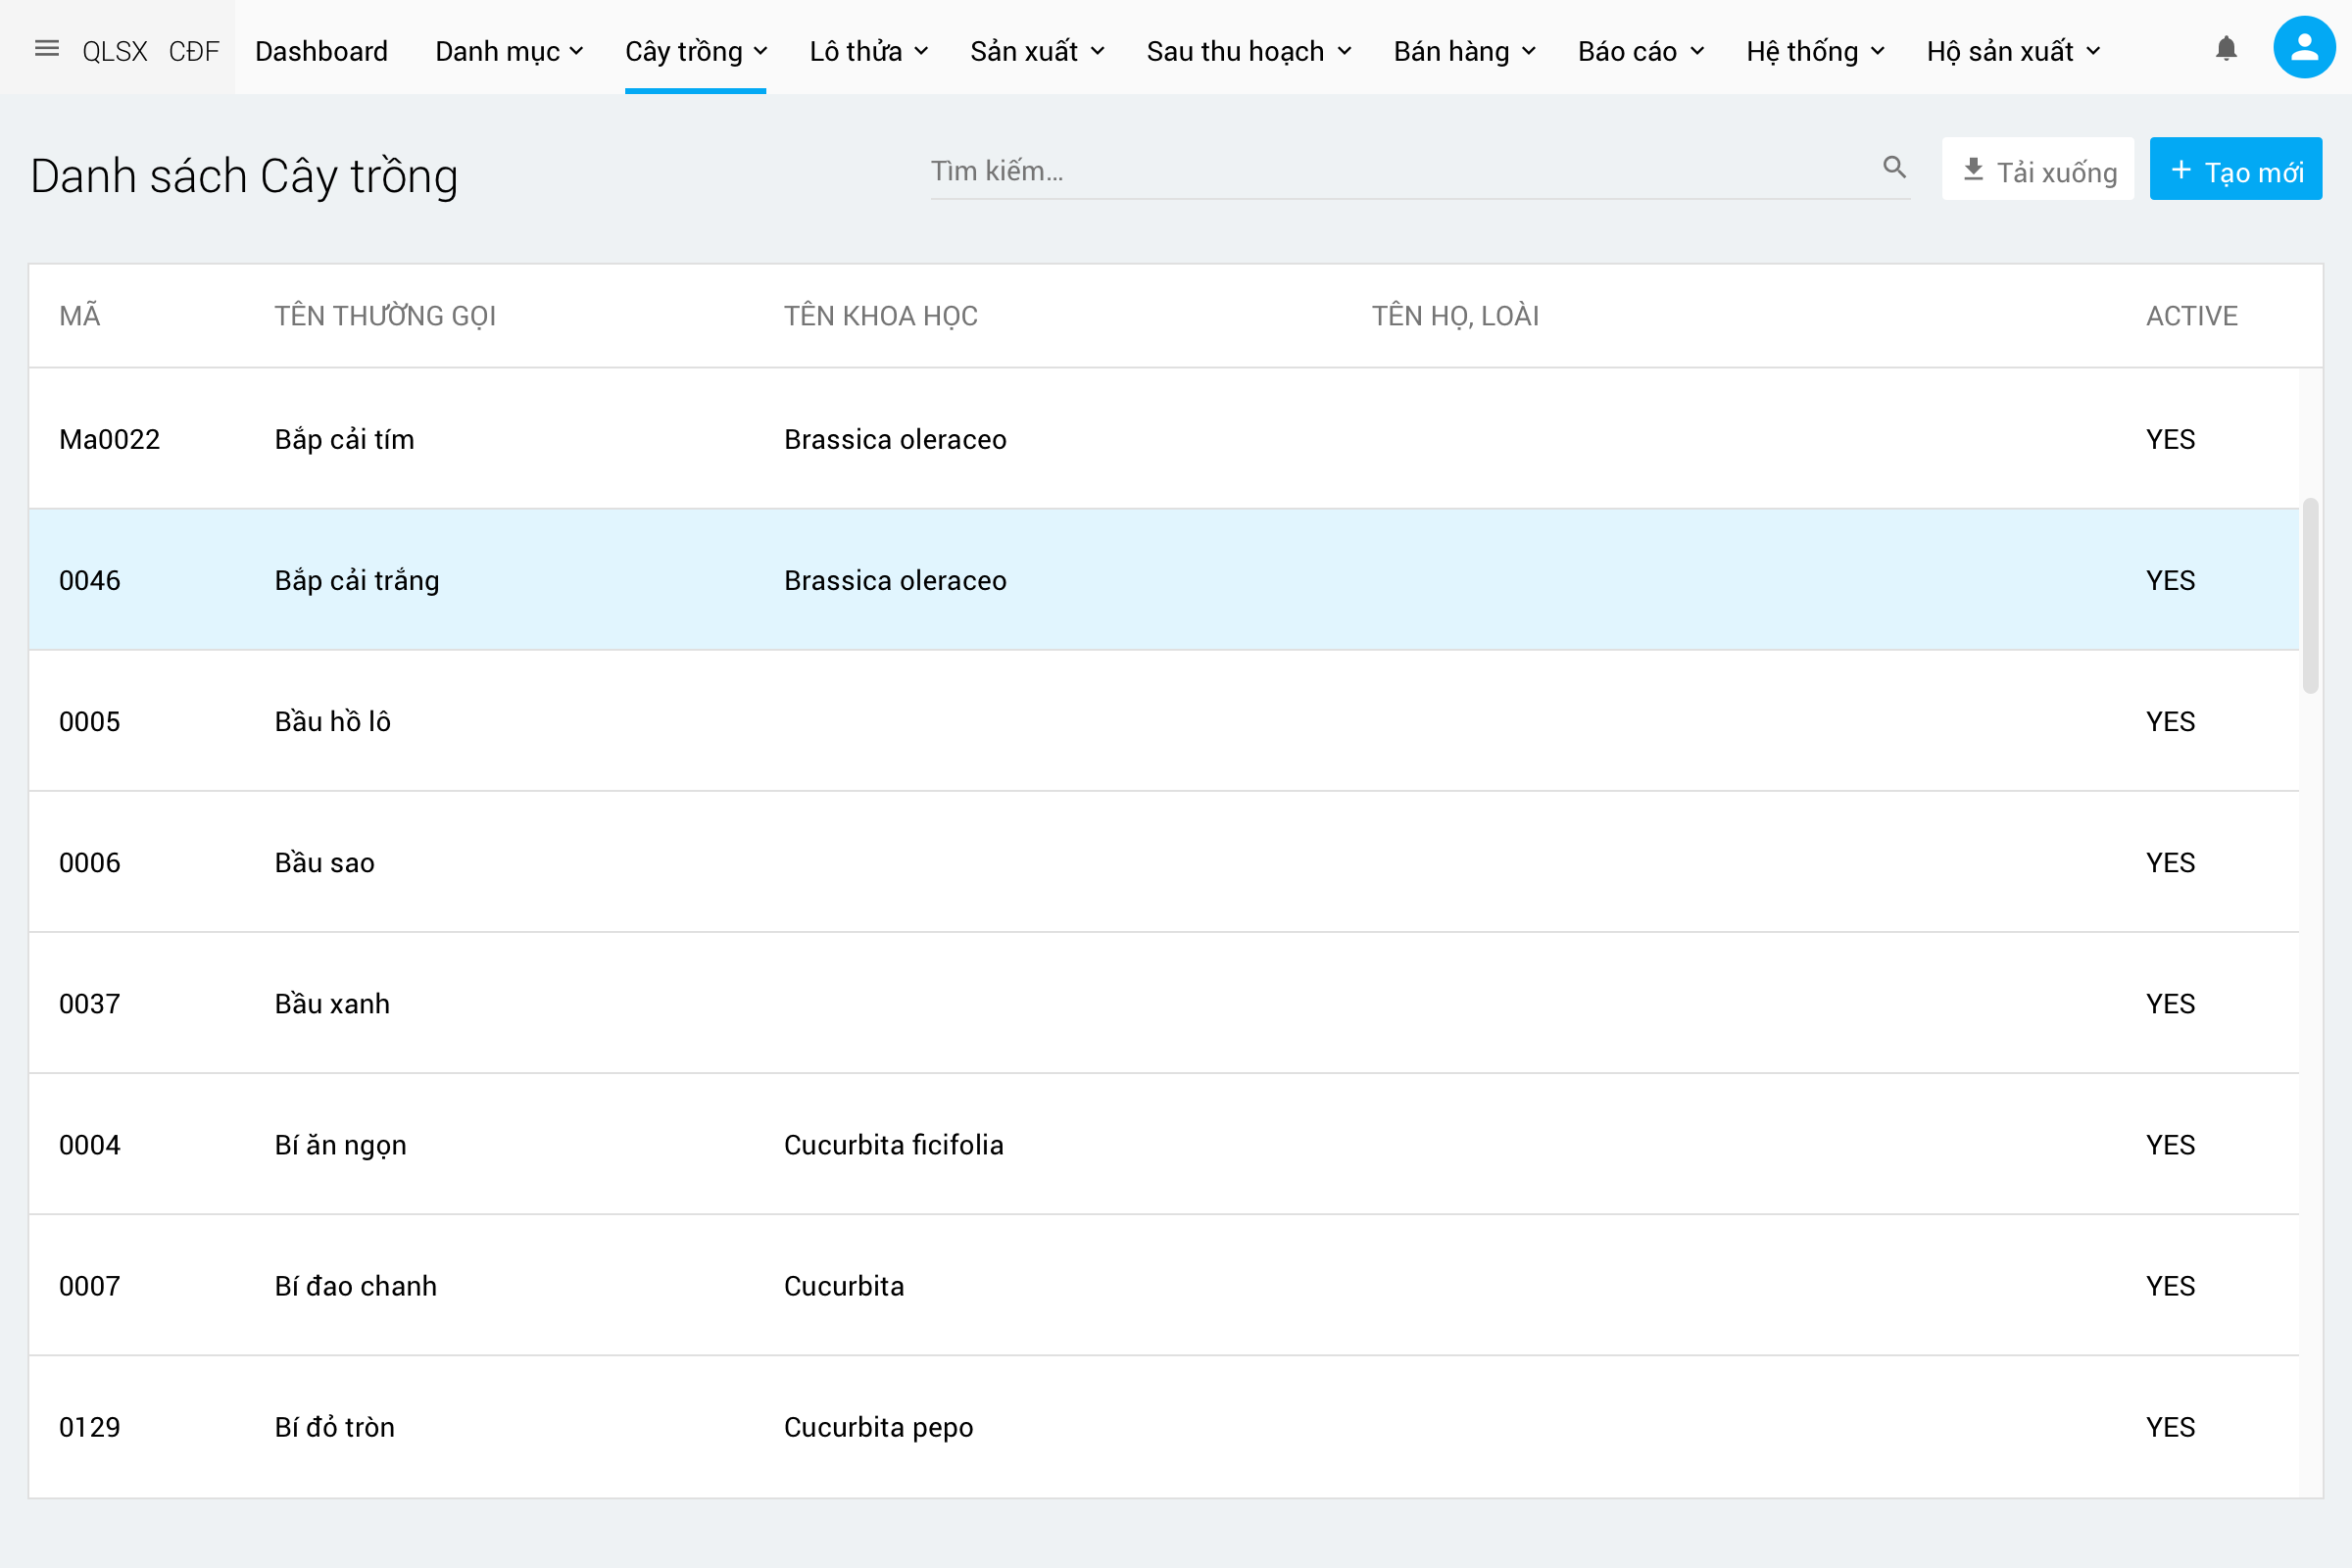 QLSX CĐF Dashboard Danh mục Cây trồng Lô thửa Sản xuất Sau thu hoạch Bán hàng Báo cáo Hệ thống Hộ sản xuất
Danh sách Cây trồng Tìm kiếm... Tải xuống + Tạo mới
MÃ TÊN THƯỜNG GỌI TÊN KHOA HỌC TÊN HỌ, LOÀI ACTIVE
Ma0022 Bắp cải tím Brassica oleraceo YES
0046 Bắp cải trắng Brassica oleraceo YES
0005 Bầu hồ lô YES
0006 Bầu sao YES
0037 Bầu xanh YES
0004 Bí ăn ngọn Cucurbita ficifolia YES
0007 Bí đao chanh Cucurbita YES
0129 Bí đỏ tròn Cucurbita pepo YES